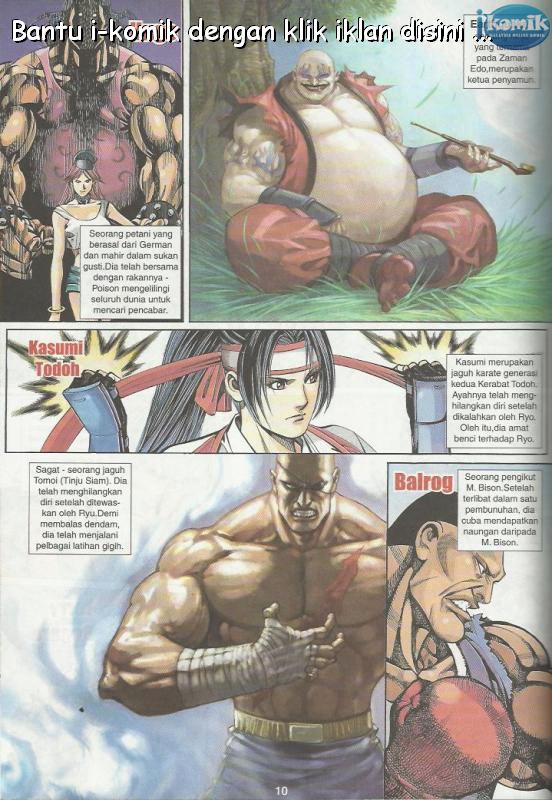 Bantu i-komik dengan klik iklan disini ...
i komik
MALAYSIA ONLINE KOMIK
yang
pada Zaman
Edo,merupakan
ketua penyamun.
Seorang petani yang
berasal dari German
dan mahir dalam sukan
gusti.Dia telah bersama
dengan rakannya -
Poison mengelilingi
seluruh dunia untuk
mencari pencabar.
Kasumi
Todoh
Kasumi merupakan
jaguh karate generasi
kedua Kerabat Todoh.
Ayahnya telah meng-
hilangkan diri setelah
dikalahkan oleh Ryo.
Oleh itu,dia amat
benci terhadap Ryo.
Sagat - seorang jaguh
Tomoi (Tinju Siam). Dia
telah menghilangkan
diri setelah ditewas-
kan oleh Ryu.Demi
membalas dendam,
dia telah menjalani
pelbagai latihan gigih.
Balrog
Seorang pengikut
M. Bison.Setelah
terlibat dalam satu
pembunuhan, dia
cuba mendapatkan
naungan daripada
M. Bison.
10